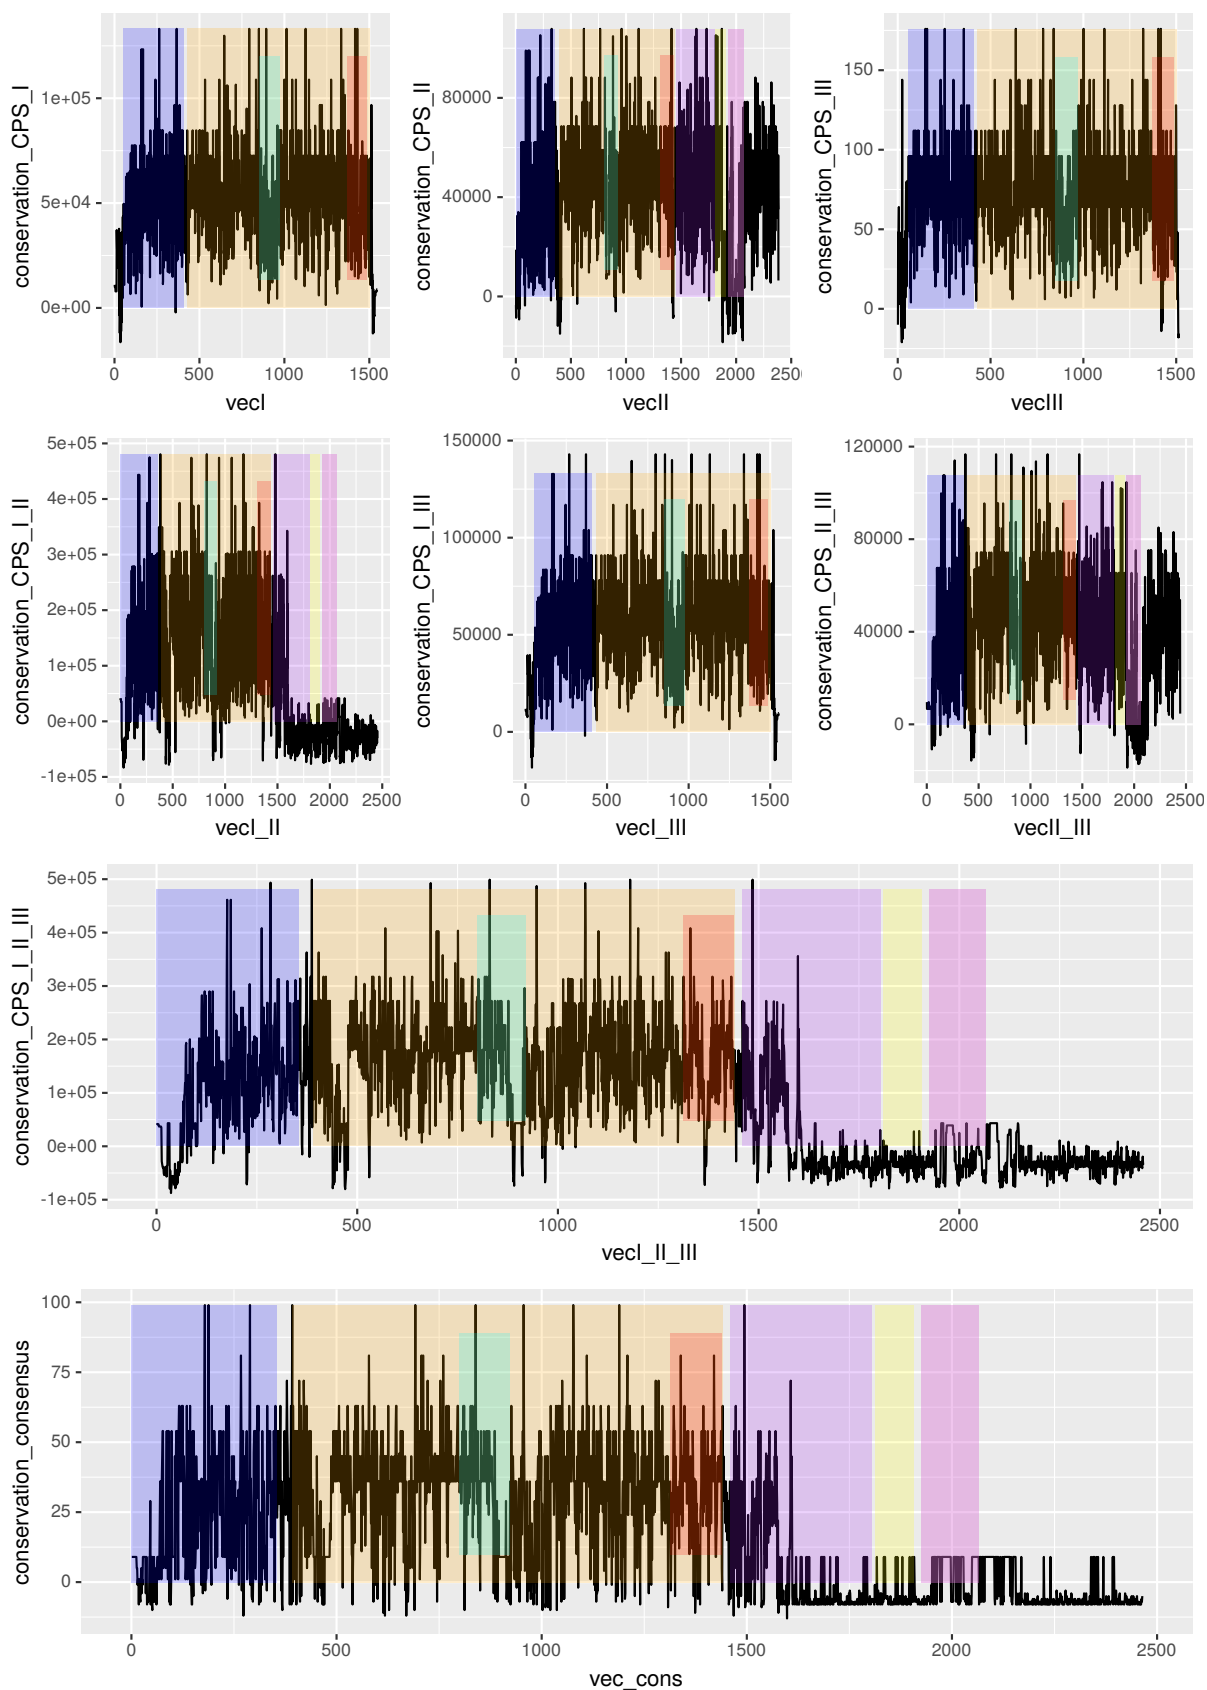 conservation_CPS_I
1e+05
5e+04
0e+00
0
500
1000
1500
vecI
conservation_CPS_II
80000
40000
0
0
500
1000
1500
2000
250
vecII
conservation_CPS_III
150
100
50
0
0
500
1000
1500
vecIII
conservation_CPS_I_II
5e+05
4e+05
3e+05
2e+05
1e+05
0e+00
-1e+05
0
500
1000
1500
2000
2500
vecI_II
conservation_CPS_I_III
150000
100000
50000
0
0
500
1000
1500
vecI_III
conservation_CPS_II_III
120000
80000
40000
0
0
500
1000
1500
2000
2500
vecII_III
conservation_CPS_I_II_III
5e+05
4e+05
3e+05
2e+05
1e+05
0e+00
-1e+05
0
500
1000
1500
2000
2500
vecI_II_III
conservation_consensus
100
75
50
25
0
0
500
1000
1500
2000
2500
vec_cons